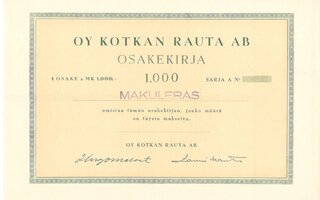 OY KOTKAN RAUTA AB
OSAKEKIRJA
1 OSAKE à MK 1.000:- 1.000 SARJA A N:o
MAKULERAS
omistaa tämän osakekirjan, jonka määrä
on täysin maksettu.
OY KOTKAN RAUTA AB